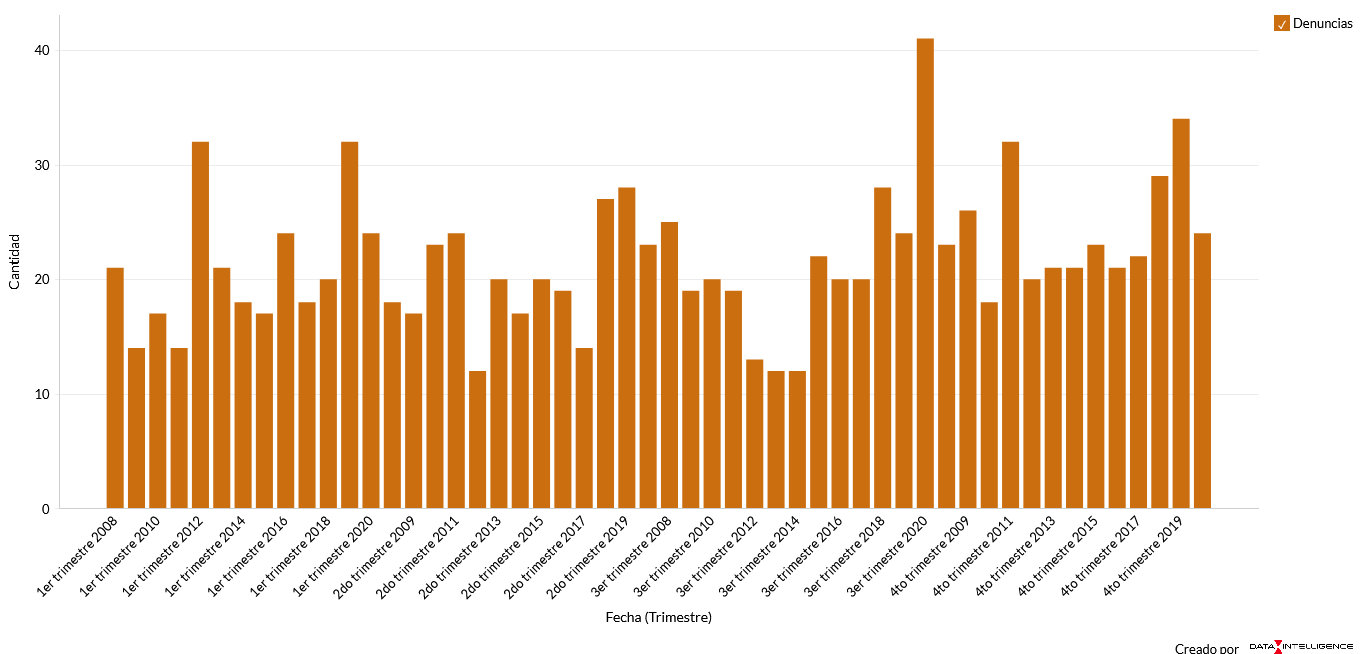 ✓ Denuncias
40
30
20
10
0
Cantidad
1er trimestre 2008
1er trimestre 2010
1er trimestre 2012
1er trimestre 2014
1er trimestre 2016
1er trimestre 2018
1er trimestre 2020
2do trimestre 2009
2do trimestre 2011
2do trimestre 2013
2do trimestre 2015
2do trimestre 2017
2do trimestre 2019
3er trimestre 2008
3er trimestre 2010
3er trimestre 2012
3er trimestre 2014
3er trimestre 2016
3er trimestre 2018
3er trimestre 2020
4to trimestre 2009
4to trimestre 2011
4to trimestre 2013
4to trimestre 2015
4to trimestre 2017
4to trimestre 2019
Fecha (Trimestre)
Creado por DATA INTELLIGENCE